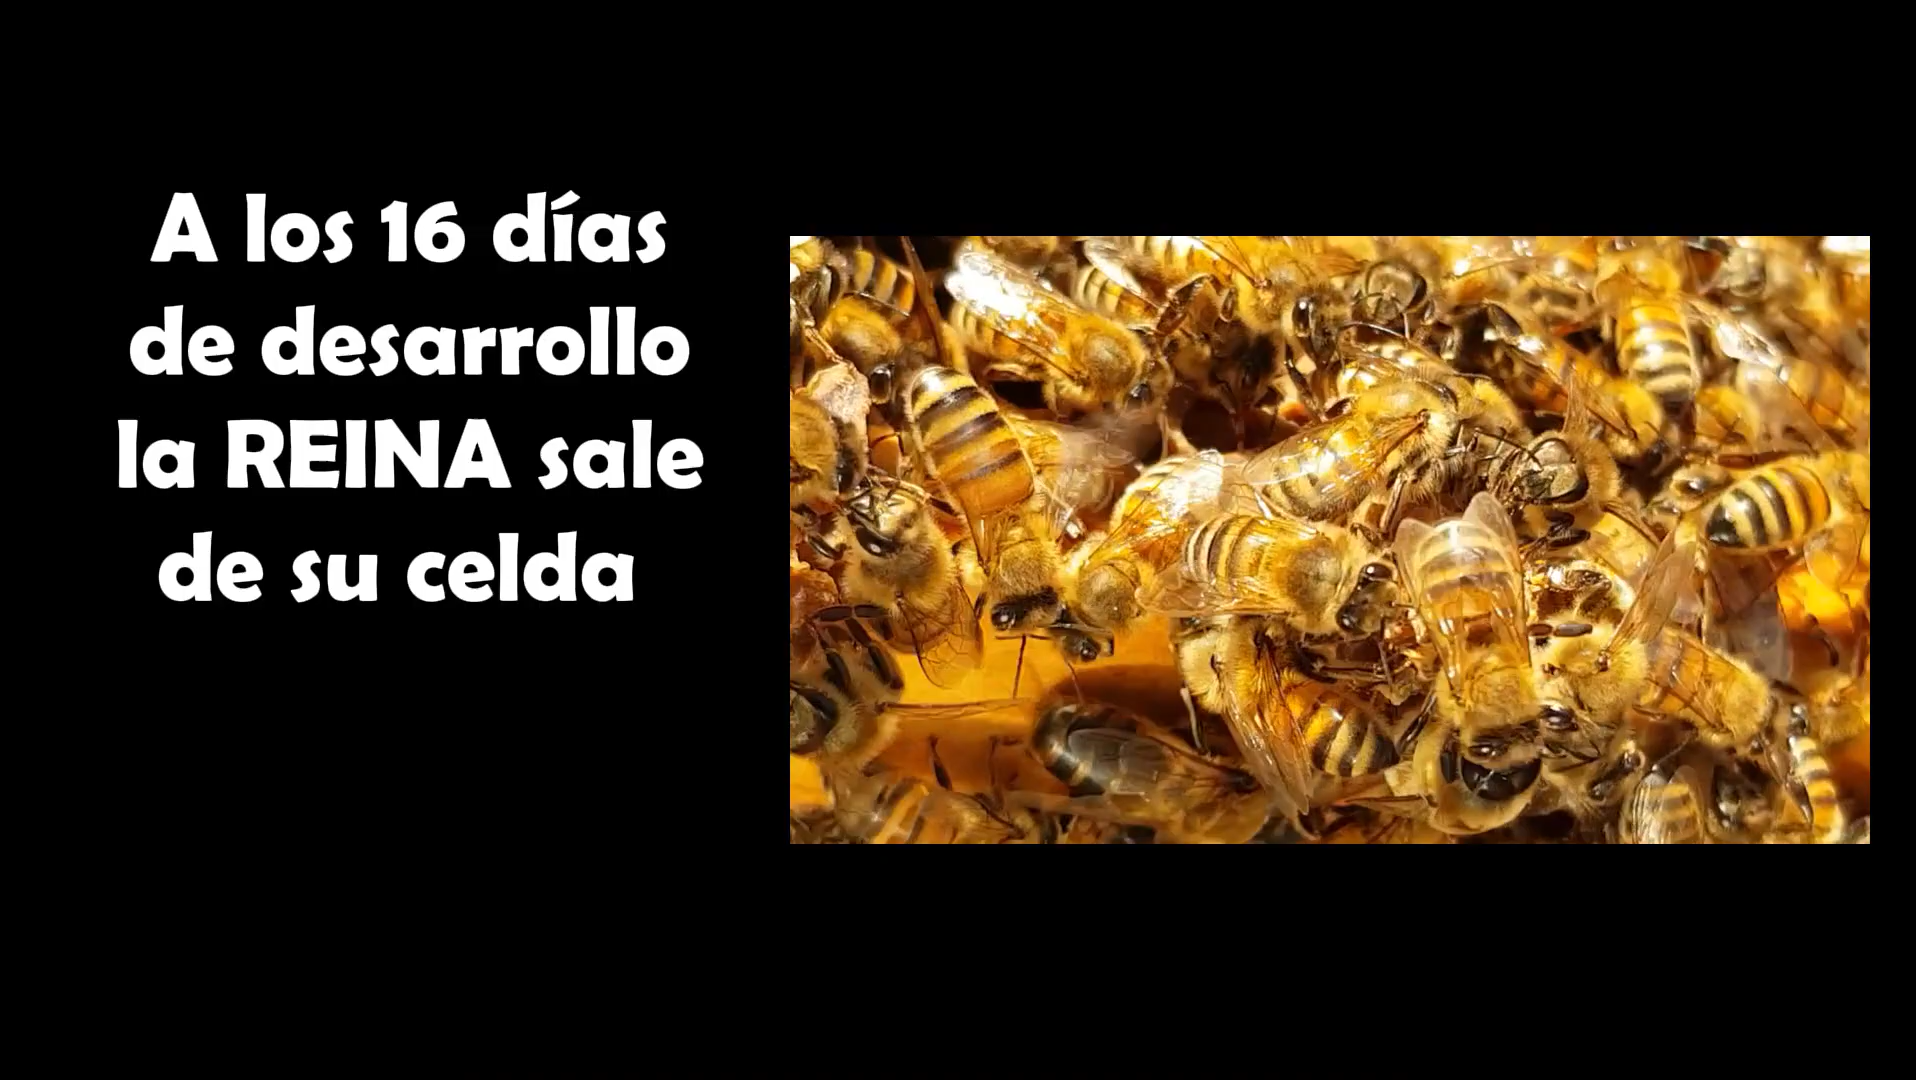 A los 16 días
de desarrollo
la REINA sale
de su celda